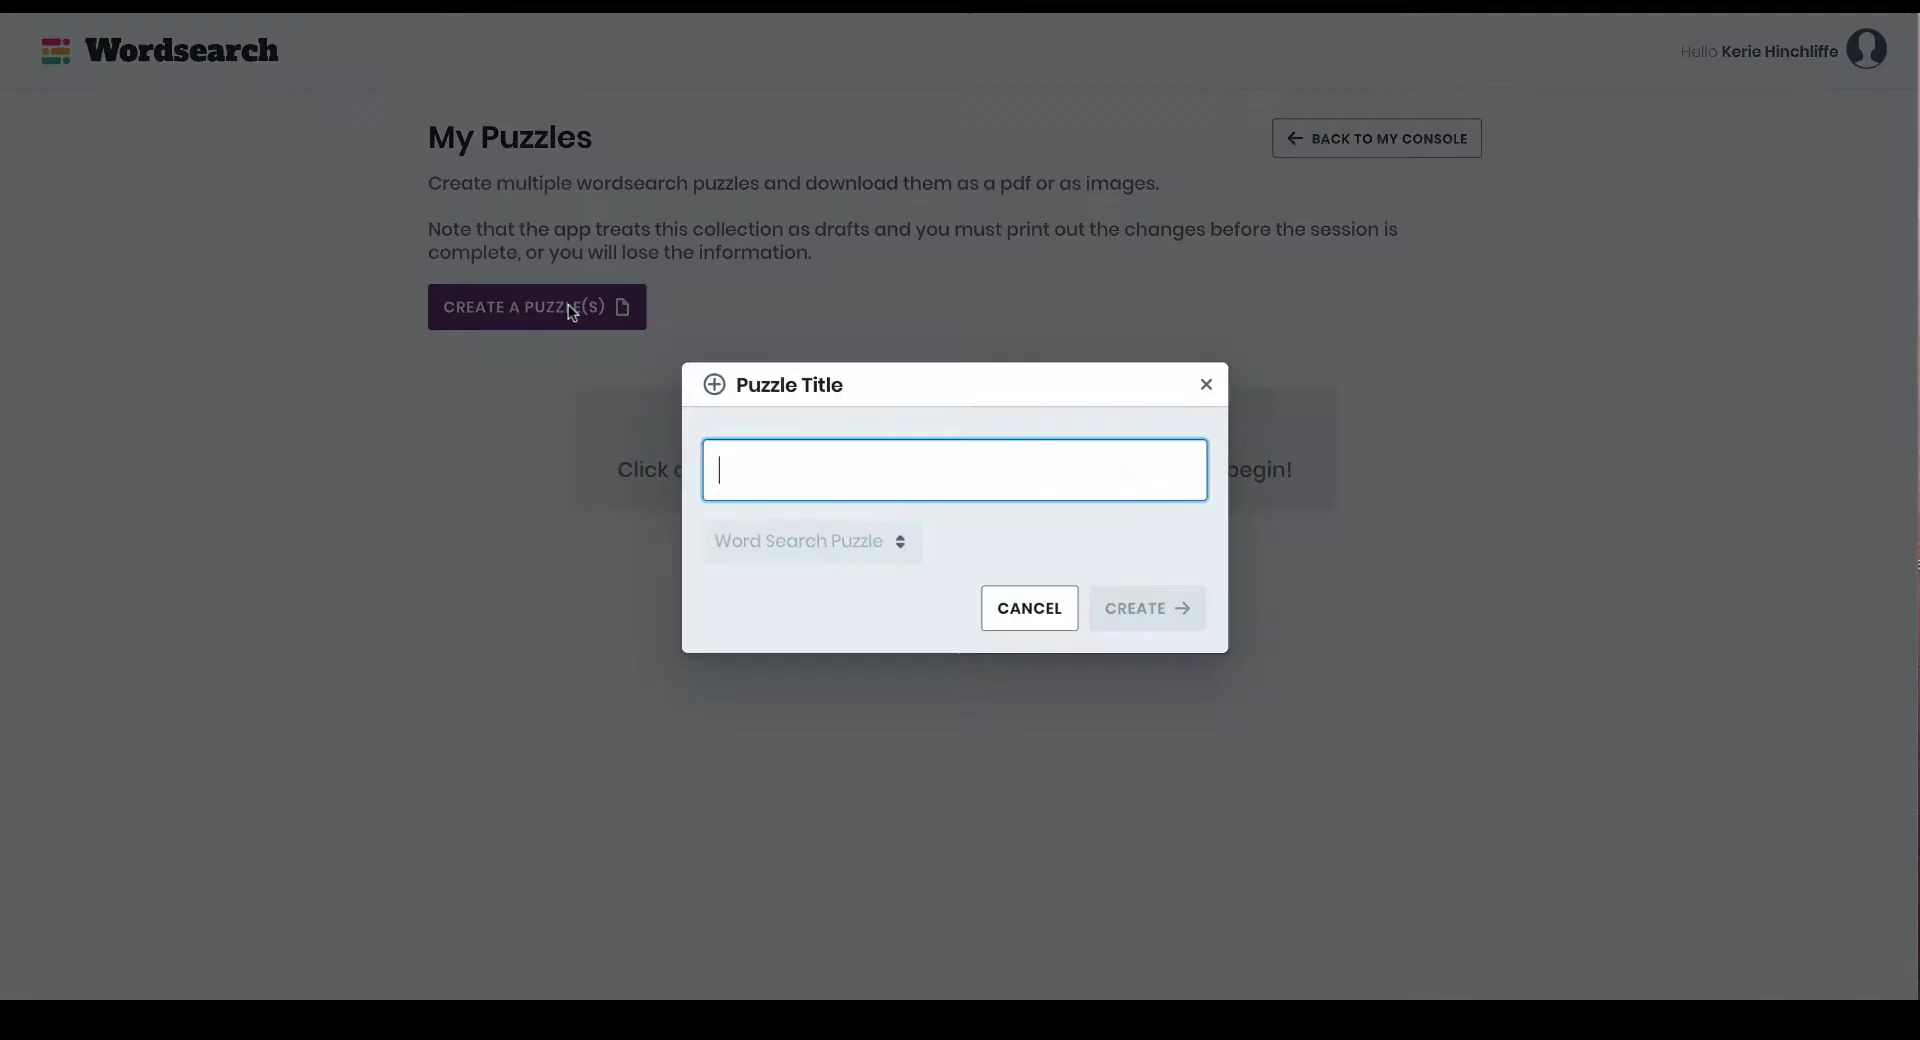 Wordsearch
Hello Kerie Hinchliffe
My Puzzles
BACK TO MY CONSOLE
Create multiple wordsearch puzzles and download them as a pdf or as images.
Note that the app treats this collection as drafts and you must print out the changes before the session is
complete, or you will lose the information.
CREATE A PUZZLE(S)
Puzzle Title
Click
begin!
Word Search Puzzle
CANCEL
CREATE